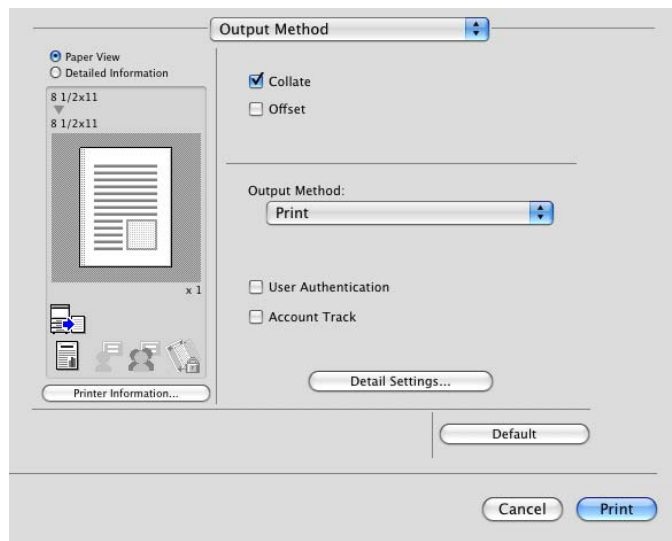 Output Method
Paper View
Detailed Information
8 1/2x11
8 1/2x11
x 1
Printer Information...
Collate
Offset
Output Method:
Print
User Authentication
Account Track
Detail Settings...
Default
Cancel
Print